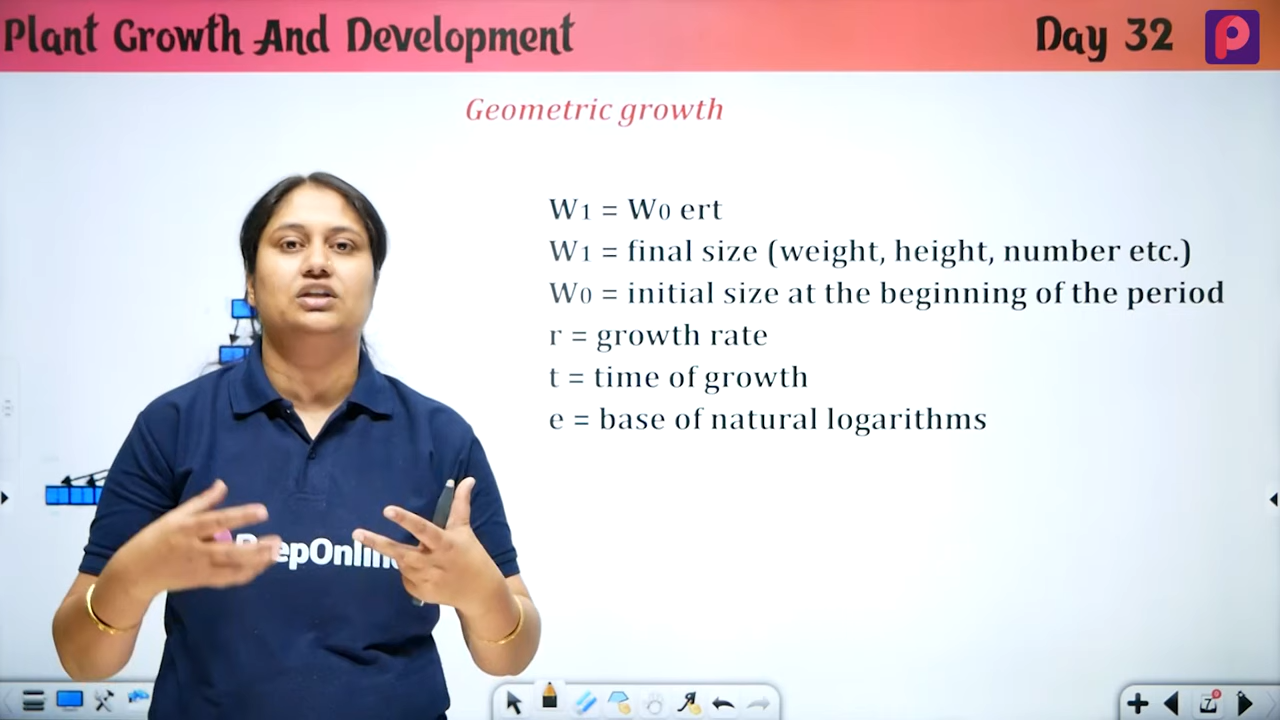 Plant Growth And Development
Day 32
Geometric growth
W1 = W0 ert
W1 = final size (weight, height, number etc.)
W0 = initial size at the beginning of the period
r = growth rate
t = time of growth
e = base of natural logarithms
PrepOnline